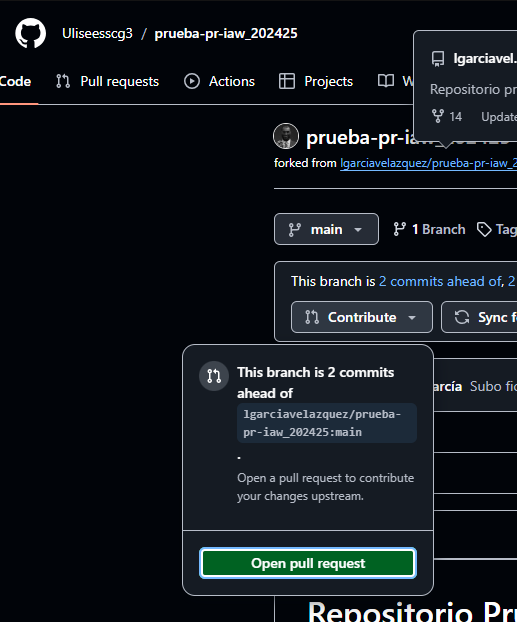 Uliseesscg3 / prueba-pr-iaw_202425
Code Pull requests Actions Projects
lgarciavel.
Repositorio pr
14 Update
prueba-pr-iaw_202425
forked from lgarciavelazquez/prueba-pr-iaw_2
main 1 Branch Tag
This branch is 2 commits ahead of, 2
Contribute Sync f
This branch is 2 commits
ahead of
lgarciavelazquez/prueba-
pr-iaw_202425:main
.
Open a pull request to contribute
your changes upstream.
Open pull request
arcía Subo fic
Repositorio Pr